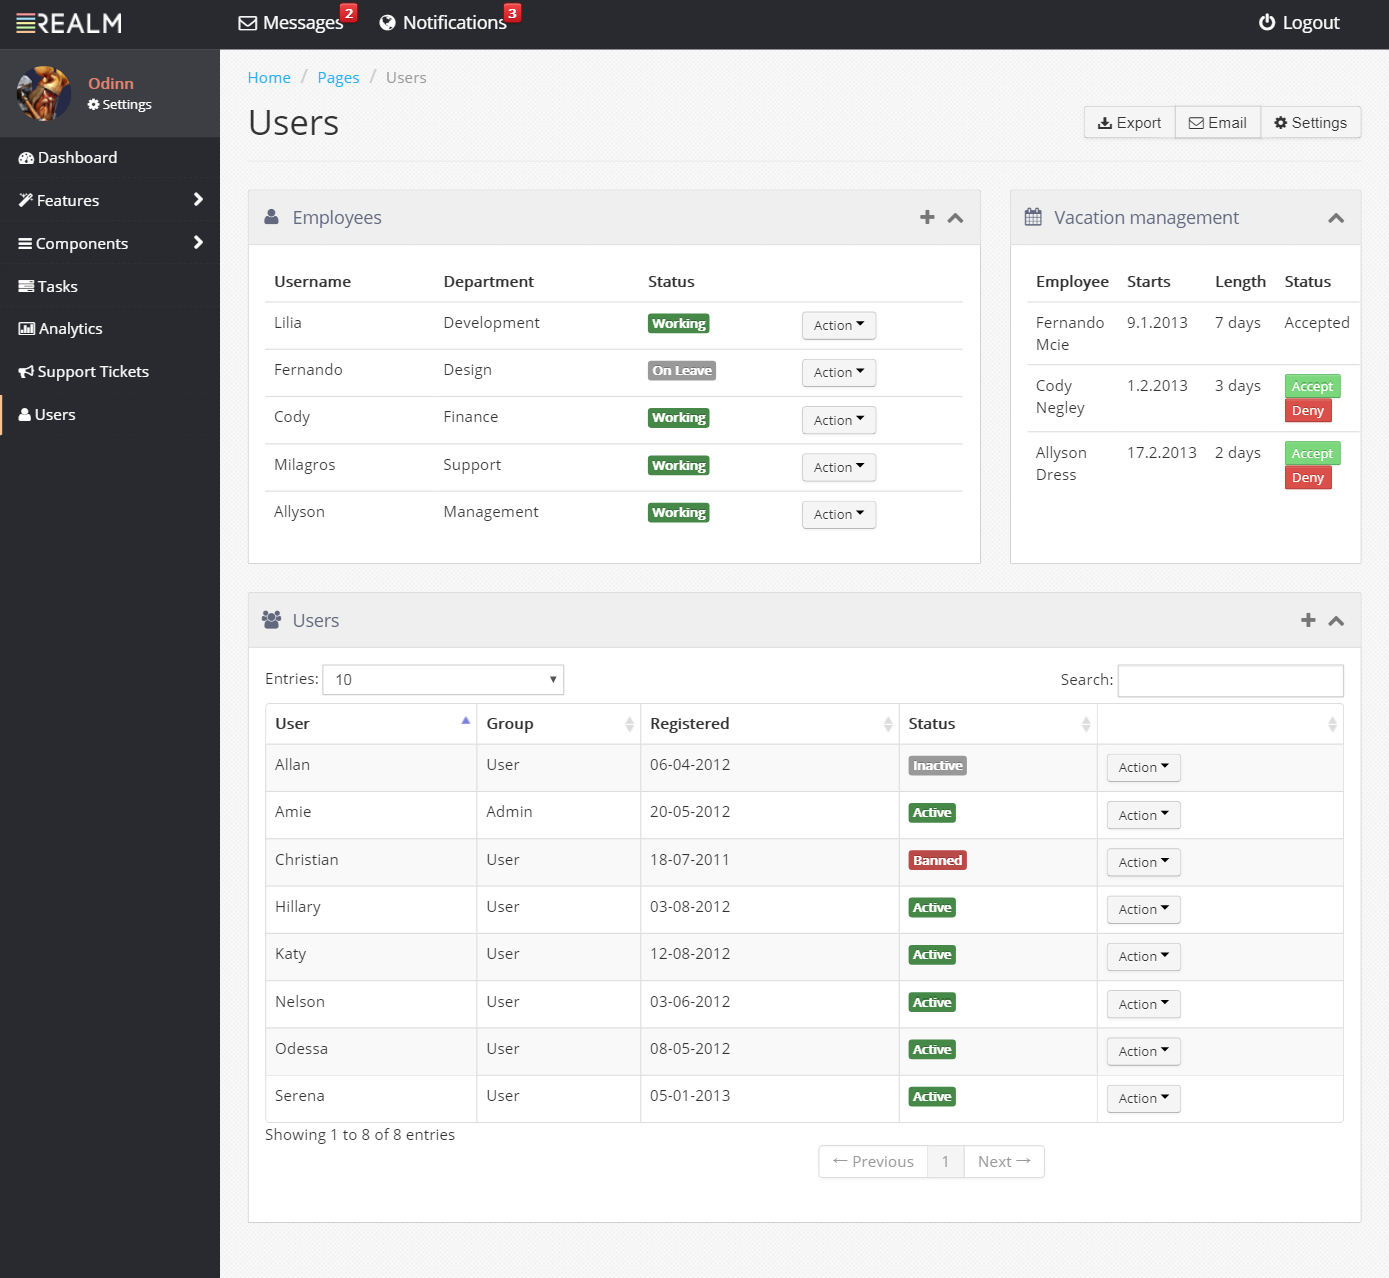 REALM
Messages 2 Notifications 3 Logout
Odinn
Settings
Dashboard
Features
Components
Tasks
Analytics
Support Tickets
Users
Home / Pages / Users
Users
Export Email Settings
Employees
Username Department Status
Lilia Development Working Action
Fernando Design On Leave Action
Cody Finance Working Action
Milagros Support Working Action
Allyson Management Working Action
Vacation management
Employee Starts Length Status
Fernando Mcie 9.1.2013 7 days Accepted
Cody Negley 1.2.2013 3 days Accept Deny
Allyson Dress 17.2.2013 2 days Accept Deny
Users
Entries: 10 Search:
User Group Registered Status
Allan User 06-04-2012 Inactive Action
Amie Admin 20-05-2012 Active Action
Christian User 18-07-2011 Banned Action
Hillary User 03-08-2012 Active Action
Katy User 12-08-2012 Active Action
Nelson User 03-06-2012 Active Action
Odessa User 08-05-2012 Active Action
Serena User 05-01-2013 Active Action
Showing 1 to 8 of 8 entries
← Previous 1 Next →